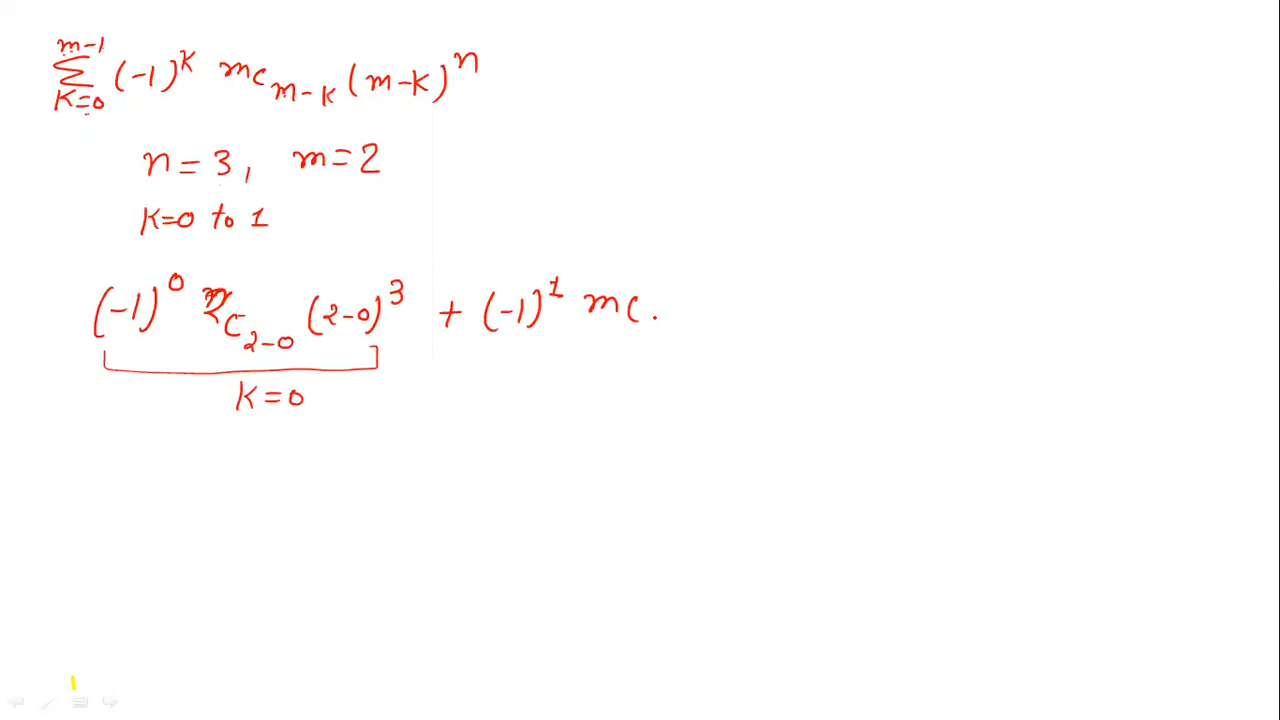 m-1
∑ (-1)^k mC_{m-k} (m-k)^n
K=0
n = 3, m = 2
K=0 to 1
(-1)^0 2C_{2-0} (2-0)^3 + (-1)^1 mC.
K=0